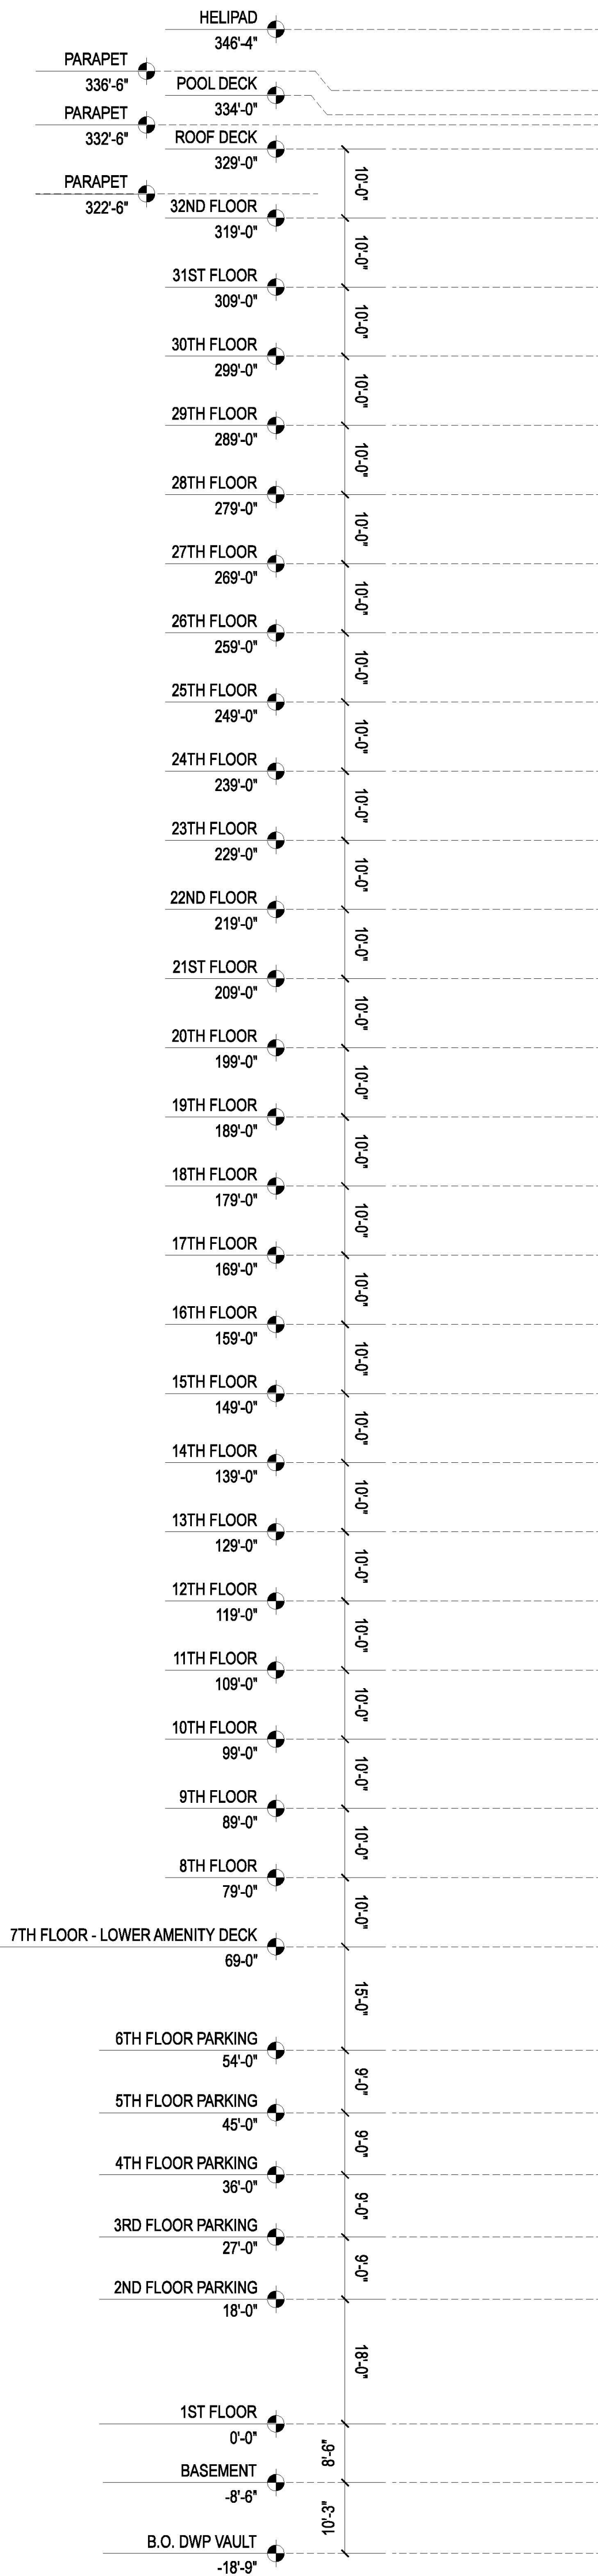 HELIPAD
346'-4"
PARAPET
336'-6"
POOL DECK
334'-0"
PARAPET
332'-6"
ROOF DECK
329'-0"
10'-0"
PARAPET
322'-6"
32ND FLOOR
319'-0"
10'-0"
31ST FLOOR
309'-0"
10'-0"
30TH FLOOR
299'-0"
10'-0"
29TH FLOOR
289'-0"
10'-0"
28TH FLOOR
279'-0"
10'-0"
27TH FLOOR
269'-0"
10'-0"
26TH FLOOR
259'-0"
10'-0"
25TH FLOOR
249'-0"
10'-0"
24TH FLOOR
239'-0"
10'-0"
23TH FLOOR
229'-0"
10'-0"
22ND FLOOR
219'-0"
10'-0"
21ST FLOOR
209'-0"
10'-0"
20TH FLOOR
199'-0"
10'-0"
19TH FLOOR
189'-0"
10'-0"
18TH FLOOR
179'-0"
10'-0"
17TH FLOOR
169'-0"
10'-0"
16TH FLOOR
159'-0"
10'-0"
15TH FLOOR
149'-0"
10'-0"
14TH FLOOR
139'-0"
10'-0"
13TH FLOOR
129'-0"
10'-0"
12TH FLOOR
119'-0"
10'-0"
11TH FLOOR
109'-0"
10'-0"
10TH FLOOR
99'-0"
10'-0"
9TH FLOOR
89'-0"
10'-0"
8TH FLOOR
79'-0"
10'-0"
7TH FLOOR - LOWER AMENITY DECK
69-0"
15'-0"
6TH FLOOR PARKING
54'-0"
9'-0"
5TH FLOOR PARKING
45'-0"
9'-0"
4TH FLOOR PARKING
36'-0"
9'-0"
3RD FLOOR PARKING
27'-0"
9'-0"
2ND FLOOR PARKING
18'-0"
18'-0"
1ST FLOOR
0'-0"
8'-6"
BASEMENT
-8'-6"
10'-3"
B.O. DWP VAULT
-18'-9"